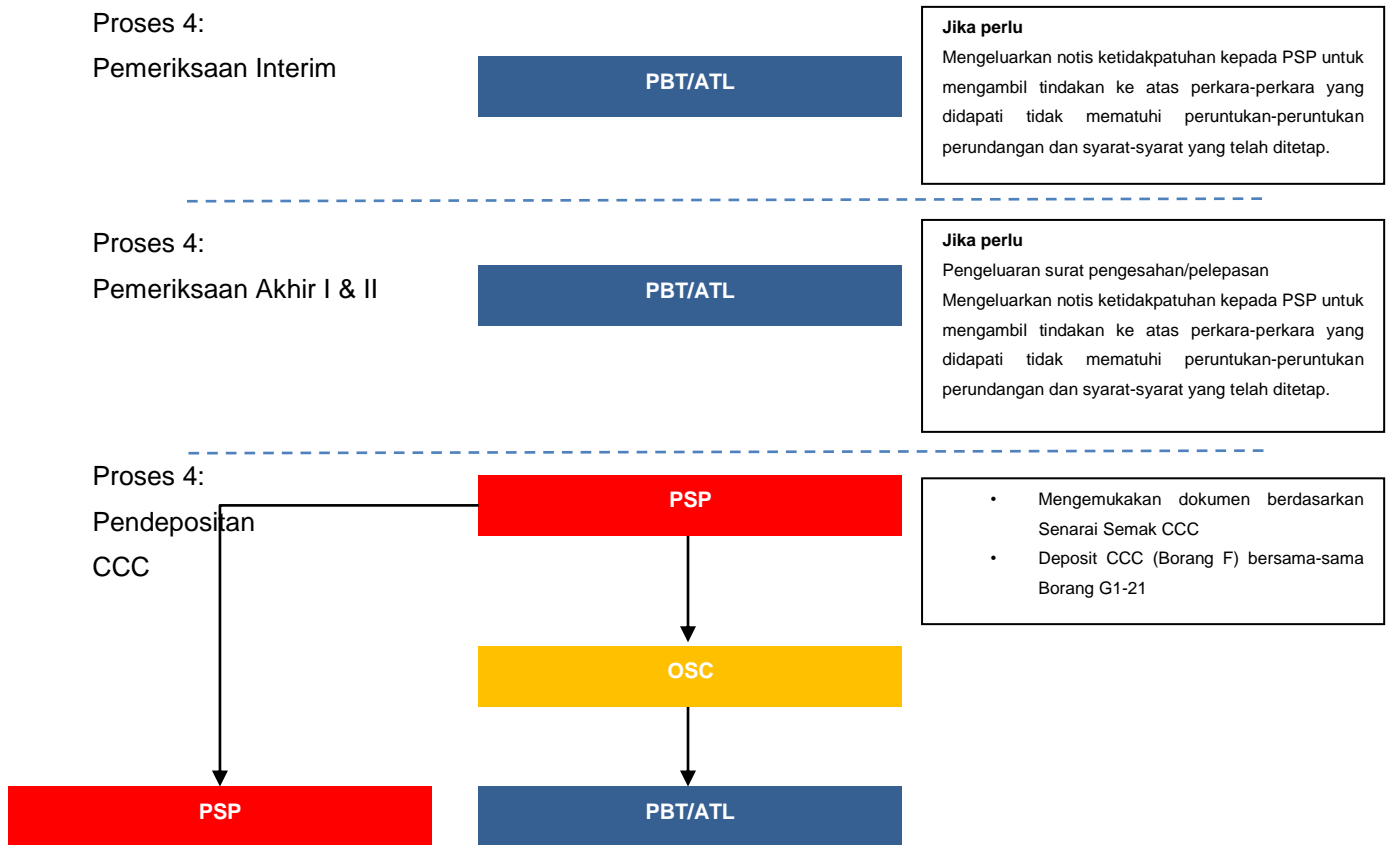 Proses 4:
Pemeriksaan Interim
PBT/ATL
Jika perlu
Mengeluarkan notis ketidakpatuhan kepada PSP untuk
mengambil tindakan ke atas perkara-perkara yang
didapati tidak mematuhi peruntukan-peruntukan
perundangan dan syarat-syarat yang telah ditetap.
Proses 4:
Pemeriksaan Akhir I & II
PBT/ATL
Jika perlu
Pengeluaran surat pengesahan/pelepasan
Mengeluarkan notis ketidakpatuhan kepada PSP untuk
mengambil tindakan ke atas perkara-perkara yang
didapati tidak mematuhi peruntukan-peruntukan
perundangan dan syarat-syarat yang telah ditetap.
Proses 4:
Pendepositan
CCC
PSP
• Mengemukakan dokumen berdasarkan
Senarai Semak CCC
• Deposit CCC (Borang F) bersama-sama
Borang G1-21
OSC
PSP
PBT/ATL